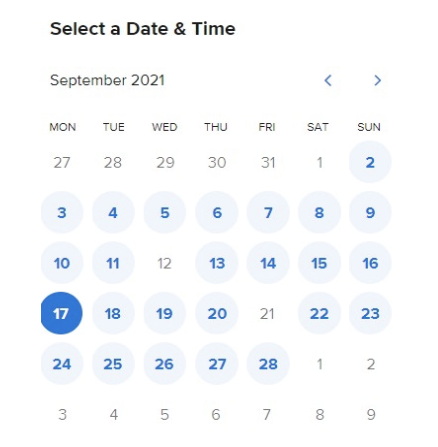 Select a Date & Time
September 2021
MON TUE WED THU FRI SAT SUN
27 28 29 30 31 1 2
3 4 5 6 7 8 9
10 11 12 13 14 15 16
17 18 19 20 21 22 23
24 25 26 27 28 1 2
3 4 5 6 7 8 9